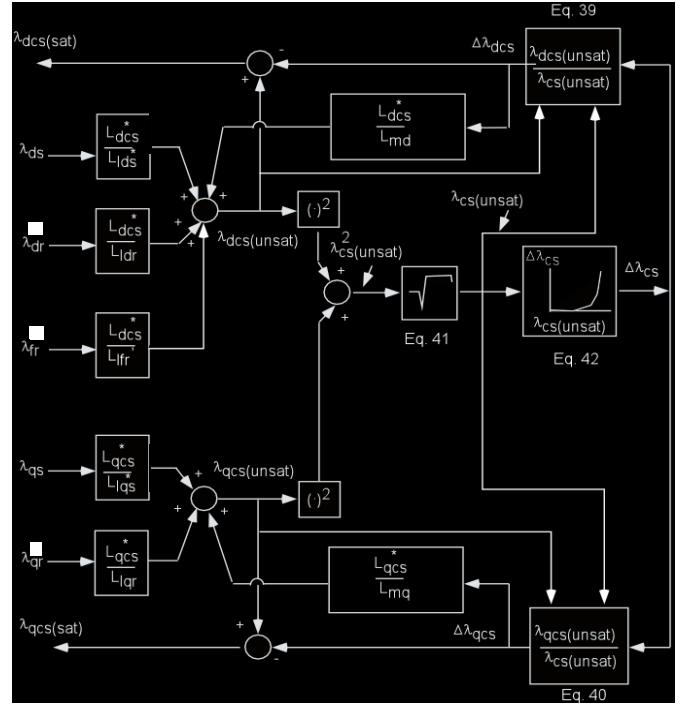 Eq. 39
λdcs(sat)
-
+
Δλdcs
λdcs(unsat)
λcs(unsat)
L*dcs
Lmd
λds
L*dcs
Llds*
+
+
+
+
λdcs(unsat)
(·)²
λcs(unsat)
λdr
L*dcs
Lldr
λ²cs(unsat)
+
+
Eq. 41
Δλcs
λcs(unsat)
Eq. 42
Δλcs
λfr
L*dcs
Llfr'
λqs
L*qcs
Llqs*
+
+
+
λqcs(unsat)
(·)²
λqr
L*qcs
Llqr
L*qcs
Lmq
λqcs(sat)
+
-
Δλqcs
λqcs(unsat)
λcs(unsat)
Eq. 40